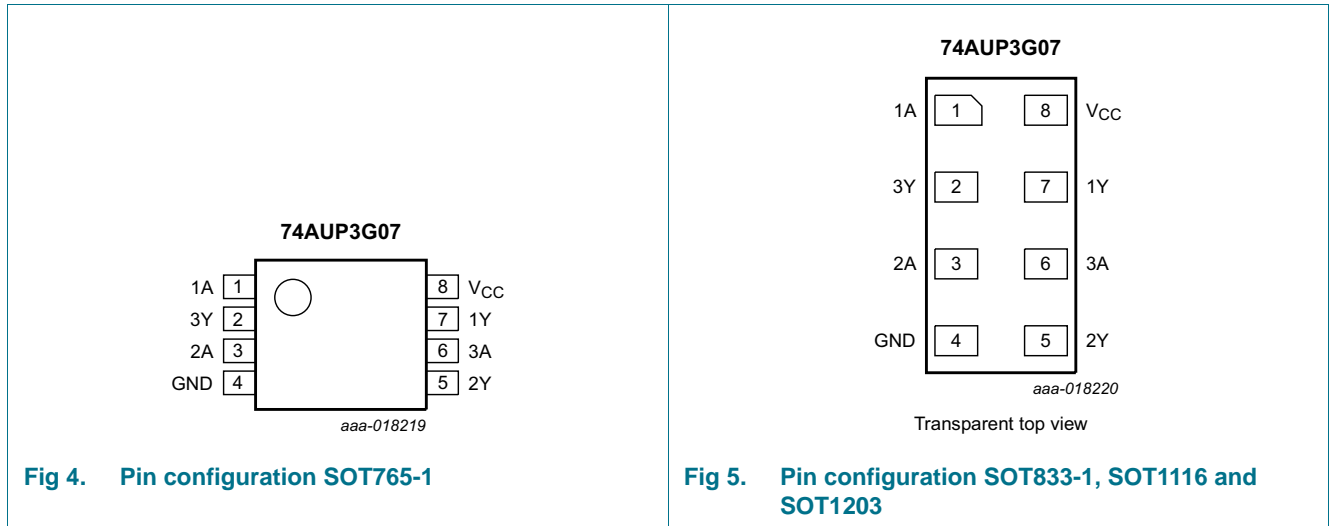 74AUP3G07
1A 1 8 VCC
3Y 2 7 1Y
2A 3 6 3A
GND 4 5 2Y
aaa-018219
Fig 4. Pin configuration SOT765-1
74AUP3G07
1A 1 8 VCC
3Y 2 7 1Y
2A 3 6 3A
GND 4 5 2Y
aaa-018220
Transparent top view
Fig 5. Pin configuration SOT833-1, SOT1116 and
SOT1203